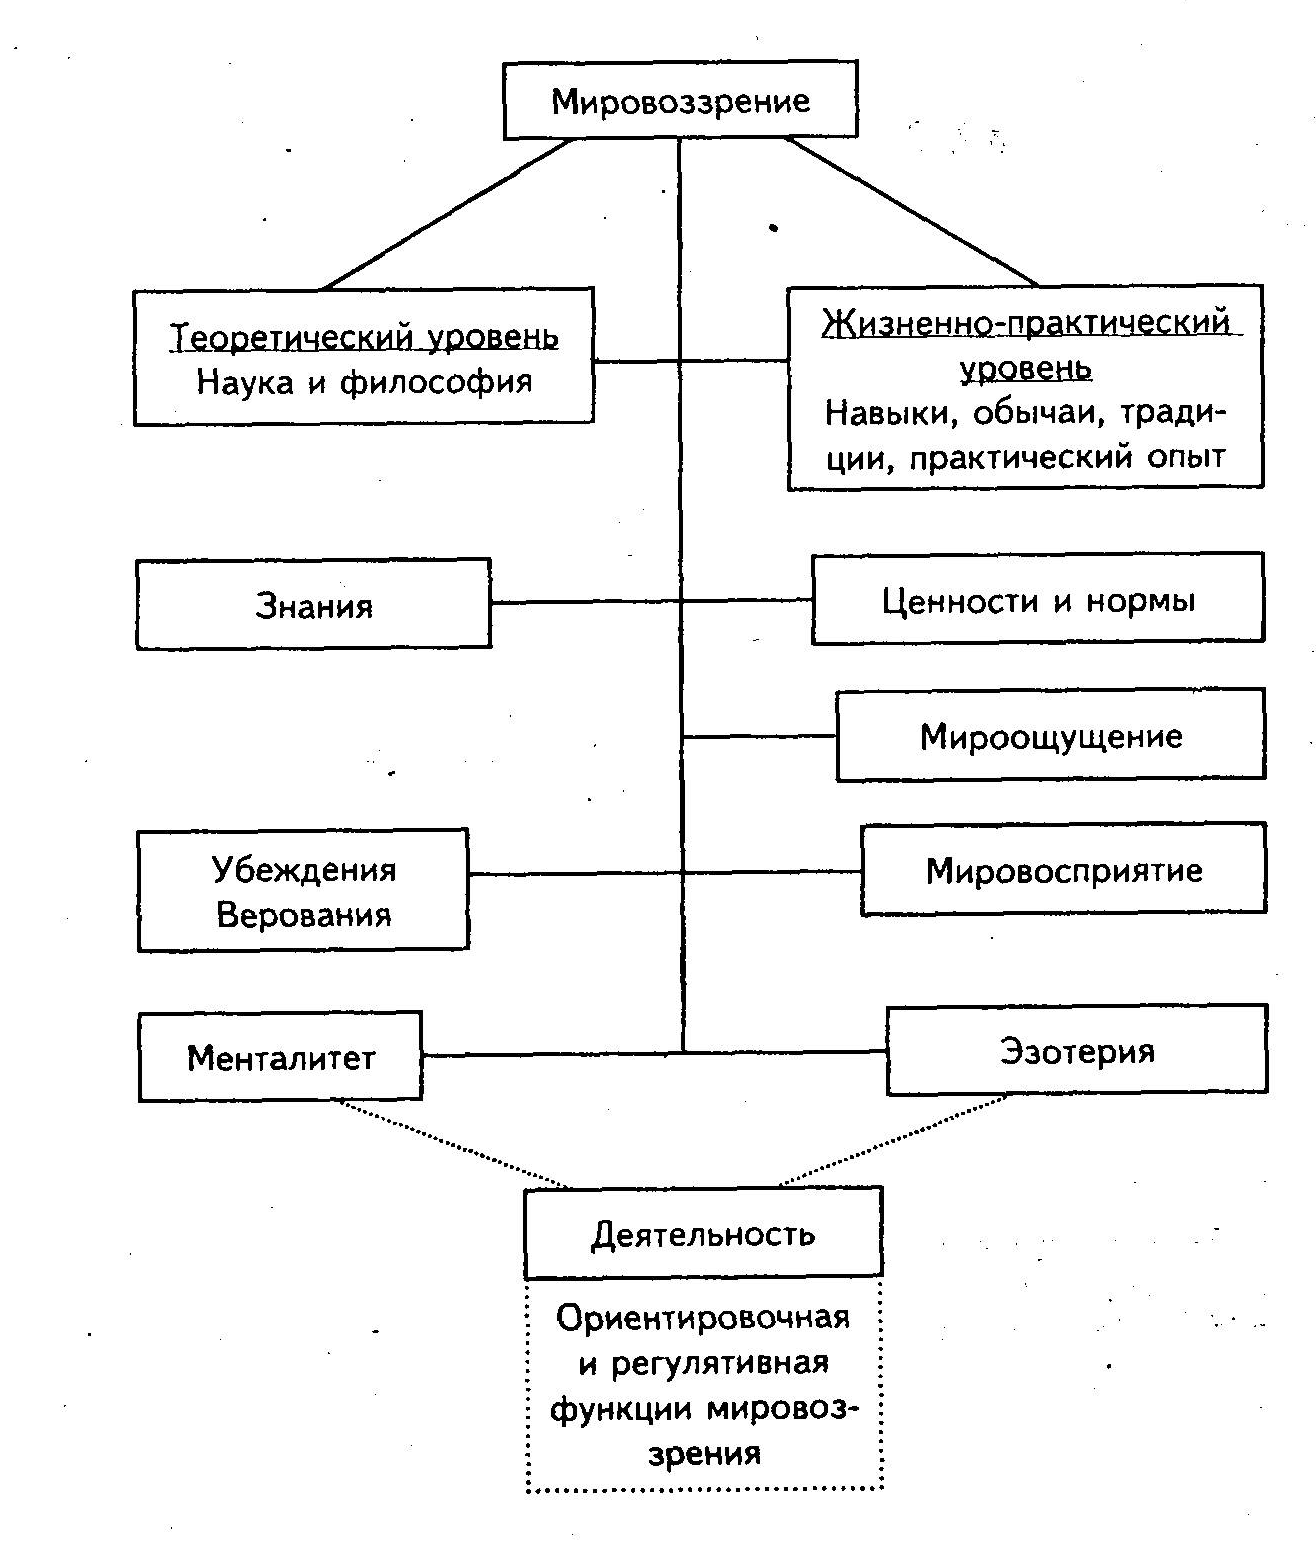 Мировоззрение
Теоретический уровень
Наука и философия
Жизненно-практический
уровень
Навыки, обычаи, тради-
ции, практический опыт
Знания
Ценности и нормы
Мироощущение
Убеждения
Верования
Мировосприятие
Менталитет
Эзотерия
Деятельность
Ориентировочная
и регулятивная
функции мировоз-
зрения